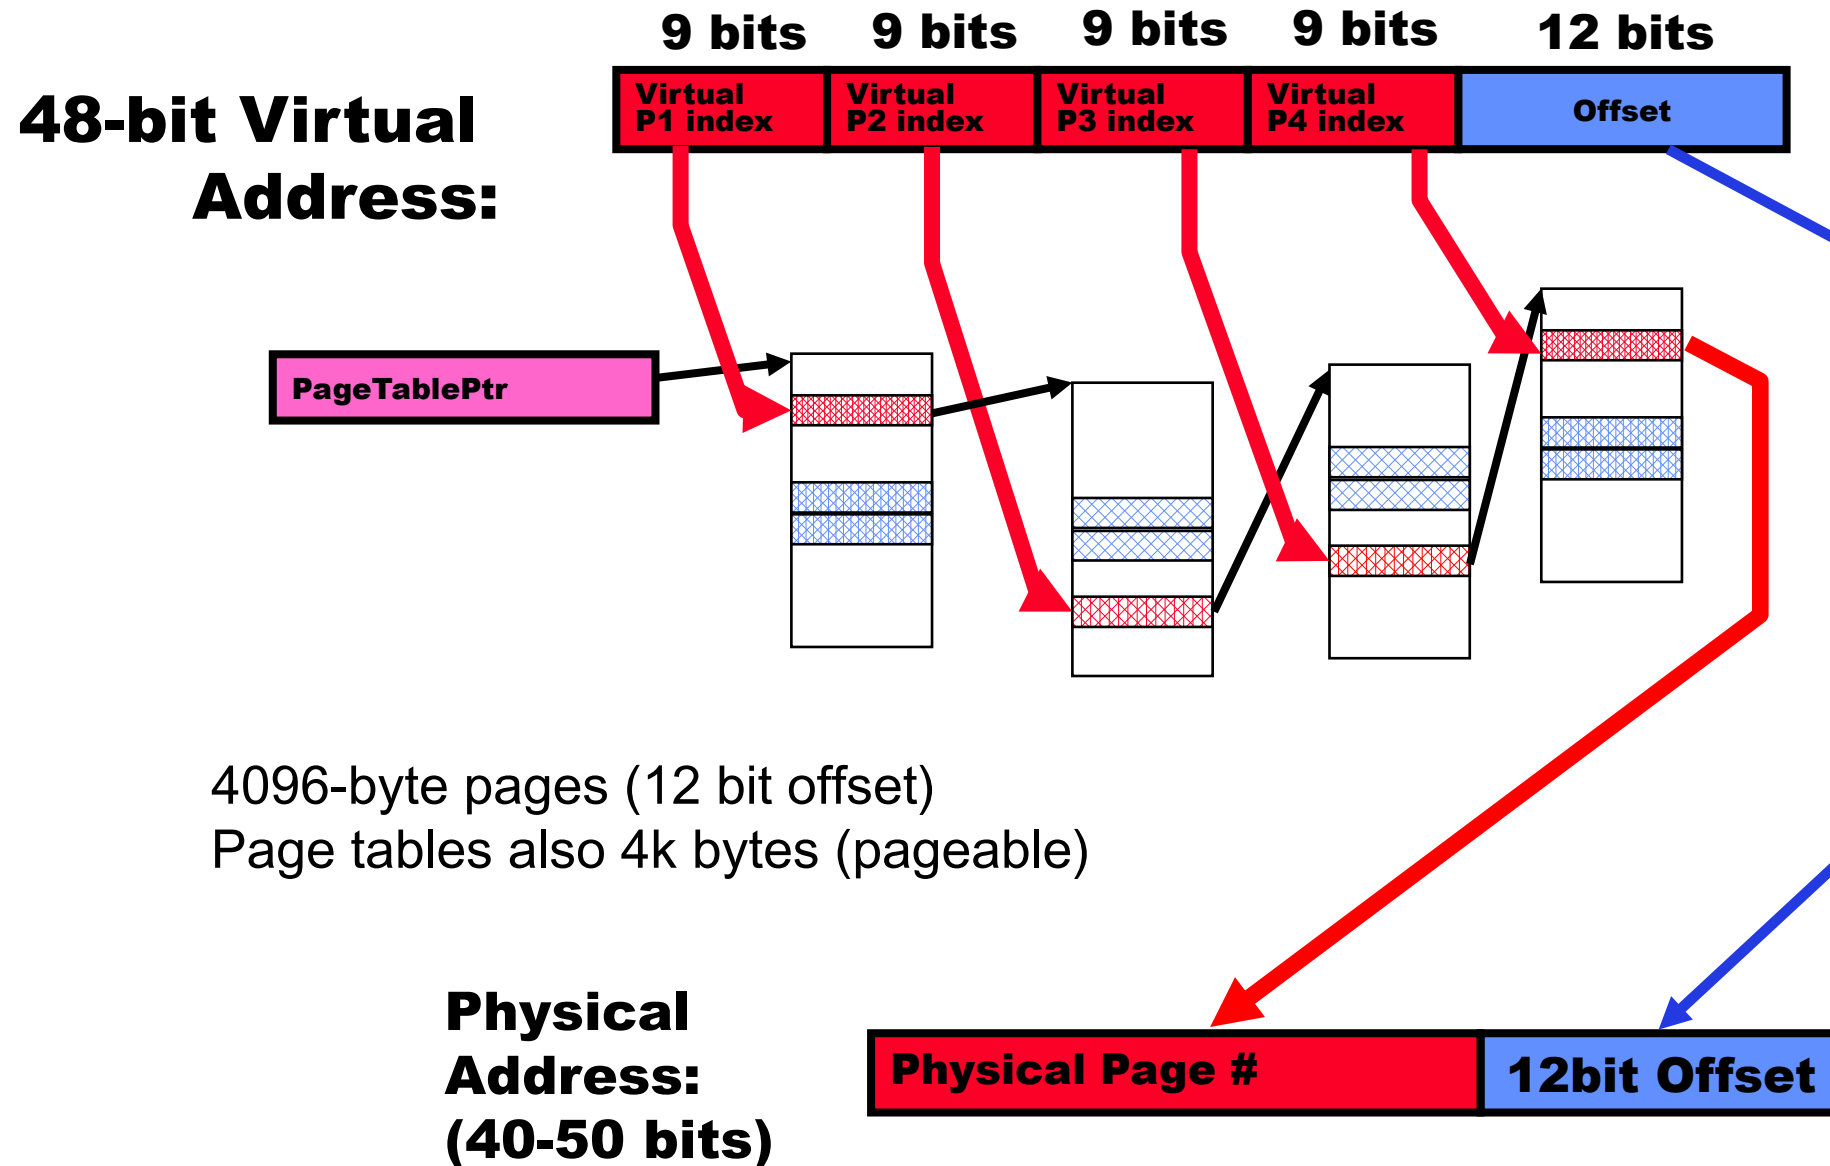 9 bits 9 bits 9 bits 9 bits 12 bits
48-bit Virtual
Address:
Virtual
P1 index
Virtual
P2 index
Virtual
P3 index
Virtual
P4 index
Offset
PageTablePtr
4096-byte pages (12 bit offset)
Page tables also 4k bytes (pageable)
Physical
Address:
(40-50 bits)
Physical Page #
12bit Offset